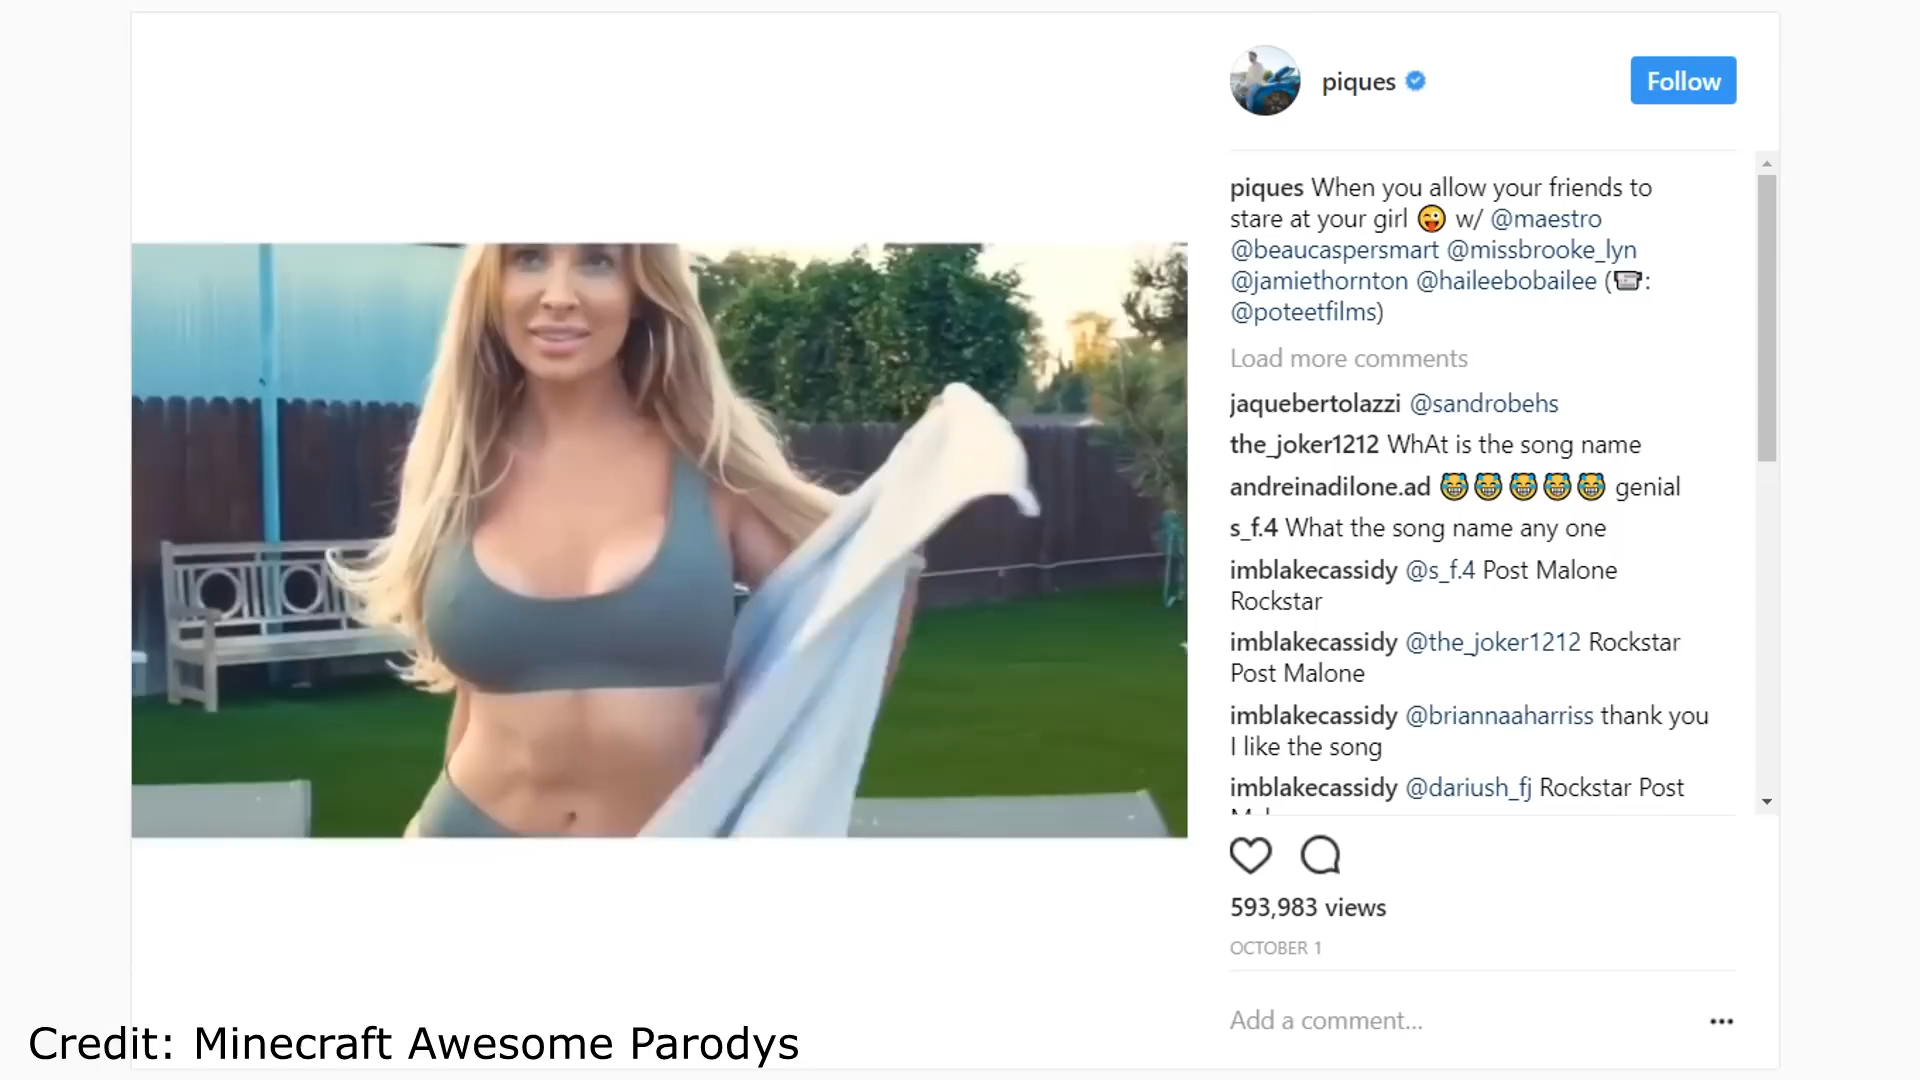 piques
Follow
piques When you allow your friends to
stare at your girl 😜 w/ @maestro
@beaucaspersmart @missbrooke_lyn
@jamiethornton @haileebobailee (📹:
@poteetfilms)
Load more comments
jaquebertolazzi @sandrobehs
the_joker1212 WhAt is the song name
andreinadilone.ad 😹😹😹😹😹 genial
s_f.4 What the song name any one
imblakecassidy @s_f.4 Post Malone
Rockstar
imblakecassidy @the_joker1212 Rockstar
Post Malone
imblakecassidy @briannaaharriss thank you
I like the song
imblakecassidy @dariush_fj Rockstar Post
593,983 views
OCTOBER 1
Add a comment...
Credit: Minecraft Awesome Parodys